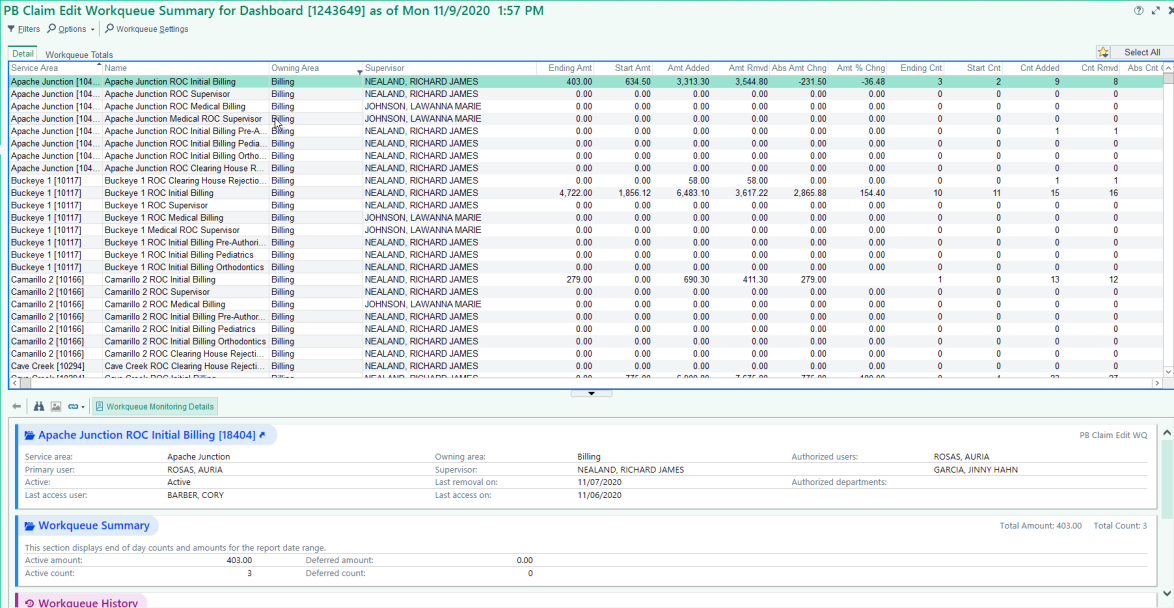 PB Claim Edit Workqueue Summary for Dashboard [1243649] as of Mon 11/9/2020 1:57 PM
Filters Options Workqueue Settings
Detail Workqueue Totals Select All
Service Area Name Owning Area Supervisor Ending Amt Start Amt Amt Added Amt Rmvd Abs Amt Chng Amt % Chng Ending Cnt Start Cnt Cnt Added Cnt Rmvd Abs Cnt
Apache Junction [104... Apache Junction ROC Initial Billing Billing NEALAND, RICHARD JAMES 403.00 634.50 3,313.30 3,544.80 -231.50 -36.48 3 2 9 8
Apache Junction [104... Apache Junction ROC Supervisor Billing NEALAND, RICHARD JAMES 0.00 0.00 0.00 0.00 0.00 0.00 0 0 0 0
Apache Junction [104... Apache Junction ROC Medical Billing Billing JOHNSON, LAWANNA MARIE 0.00 0.00 0.00 0.00 0.00 0.00 0 0 0 0
Apache Junction [104... Apache Junction Medical ROC Supervisor Billing JOHNSON, LAWANNA MARIE 0.00 0.00 0.00 0.00 0.00 0.00 0 0 0 0
Apache Junction [104... Apache Junction ROC Initial Billing Pre-A... Billing NEALAND, RICHARD JAMES 0.00 0.00 0.00 0.00 0.00 0.00 0 0 1 1
Apache Junction [104... Apache Junction ROC Initial Billing Pedia... Billing NEALAND, RICHARD JAMES 0.00 0.00 0.00 0.00 0.00 0.00 0 0 0 0
Apache Junction [104... Apache Junction ROC Initial Billing Ortho... Billing NEALAND, RICHARD JAMES 0.00 0.00 0.00 0.00 0.00 0.00 0 0 0 0
Apache Junction [104... Apache Junction ROC Clearing House R... Billing NEALAND, RICHARD JAMES 0.00 0.00 0.00 0.00 0.00 0.00 0 0 0 0
Buckeye 1 [10117] Buckeye 1 ROC Clearing House Rejectio... Billing NEALAND, RICHARD JAMES 0.00 0.00 58.00 58.00 0.00 0.00 0 0 1 1
Buckeye 1 [10117] Buckeye 1 ROC Initial Billing Billing NEALAND, RICHARD JAMES 4,722.00 1,856.12 6,483.10 3,617.22 2,865.88 154.40 10 11 15 16
Buckeye 1 [10117] Buckeye 1 ROC Supervisor Billing NEALAND, RICHARD JAMES 0.00 0.00 0.00 0.00 0.00 0.00 0 0 0 0
Buckeye 1 [10117] Buckeye 1 ROC Medical Billing Billing JOHNSON, LAWANNA MARIE 0.00 0.00 0.00 0.00 0.00 0.00 0 0 0 0
Buckeye 1 [10117] Buckeye 1 Medical ROC Supervisor Billing JOHNSON, LAWANNA MARIE 0.00 0.00 0.00 0.00 0.00 0.00 0 0 0 0
Buckeye 1 [10117] Buckeye 1 ROC Initial Billing Pre-Authori... Billing NEALAND, RICHARD JAMES 0.00 0.00 0.00 0.00 0.00 0.00 0 0 0 0
Buckeye 1 [10117] Buckeye 1 ROC Initial Billing Pediatrics Billing NEALAND, RICHARD JAMES 0.00 0.00 0.00 0.00 0.00 0.00 0 0 0 0
Buckeye 1 [10117] Buckeye 1 ROC Initial Billing Orthodontics Billing NEALAND, RICHARD JAMES 0.00 0.00 0.00 0.00 0.00 0.00 0 0 0 0
Camarillo 2 [10166] Camarillo 2 ROC Initial Billing Billing NEALAND, RICHARD JAMES 279.00 0.00 690.30 411.30 279.00 1 0 13 12
Camarillo 2 [10166] Camarillo 2 ROC Supervisor Billing NEALAND, RICHARD JAMES 0.00 0.00 0.00 0.00 0.00 0.00 0 0 0 0
Camarillo 2 [10166] Camarillo 2 ROC Medical Billing Billing JOHNSON, LAWANNA MARIE 0.00 0.00 0.00 0.00 0.00 0.00 0 0 0 0
Camarillo 2 [10166] Camarillo 2 ROC Initial Billing Pre-Author... Billing NEALAND, RICHARD JAMES 0.00 0.00 0.00 0.00 0.00 0.00 0 0 0 0
Camarillo 2 [10166] Camarillo 2 ROC Initial Billing Pediatrics Billing NEALAND, RICHARD JAMES 0.00 0.00 0.00 0.00 0.00 0.00 0 0 0 0
Camarillo 2 [10166] Camarillo 2 ROC Initial Billing Orthodontics Billing NEALAND, RICHARD JAMES 0.00 0.00 0.00 0.00 0.00 0.00 0 0 0 0
Camarillo 2 [10166] Camarillo 2 ROC Clearing House Rejecti... Billing NEALAND, RICHARD JAMES 0.00 0.00 0.00 0.00 0.00 0.00 0 0 0 0
Cave Creek [10294] Cave Creek ROC Clearing House Rejecti... Billing NEALAND, RICHARD JAMES 0.00 0.00 0.00 0.00 0.00 0.00 0 0 0 0
Workqueue Monitoring Details
Apache Junction ROC Initial Billing [18404] PB Claim Edit WQ
Service area: Apache Junction Owning area: Billing Authorized users: ROSAS, AURIA
Primary user: ROSAS, AURIA Supervisor: NEALAND, RICHARD JAMES GARCIA, JINNY HAHN
Active: Active Last removal on: 11/07/2020 Authorized departments:
Last access user: BARBER, CORY Last access on: 11/06/2020
Workqueue Summary Total Amount: 403.00 Total Count: 3
This section displays end of day counts and amounts for the report date range.
Active amount: 403.00 Deferred amount: 0.00
Active count: 3 Deferred count: 0
Workqueue History